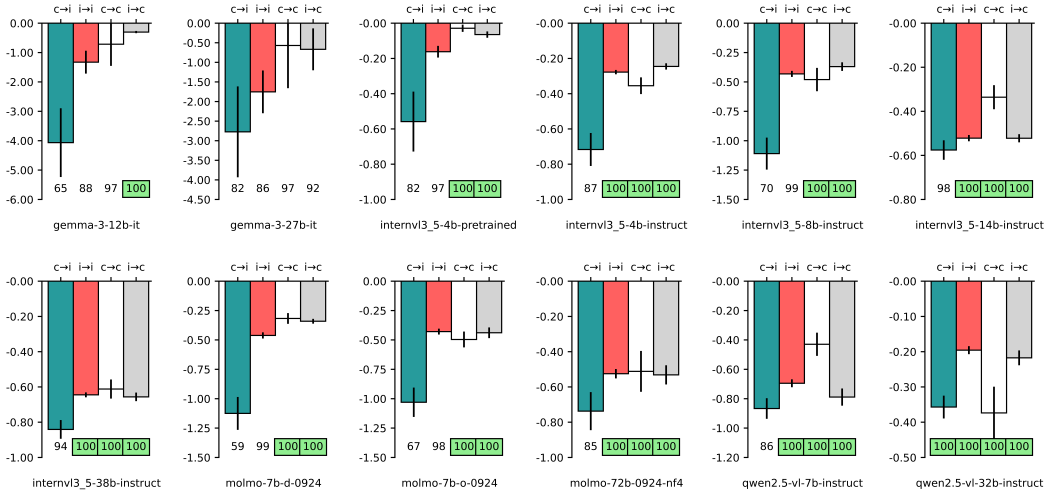 c→i i→i c→c i→c c→i i→i c→c i→c c→i i→i c→c i→c c→i i→i c→c i→c c→i i→i c→c i→c c→i i→i c→c i→c
0.00 0.00 -0.00 0.00 0.00 -0.00
-1.00 -0.50 -0.20 -0.20 -0.25 -0.20
-2.00 -1.00 -0.40 -0.40 -0.50 -0.40
-3.00 -1.50 -0.60 -0.60 -0.75 -0.60
-4.00 -2.00 -0.80 -0.80 -1.00 -0.80
-5.00 -2.50 -1.00 -1.00 -1.25
-6.00 -3.00 -1.50
-3.50
-4.00
-4.50
65 88 97 100 82 86 97 92 82 97 100 100 87 100 100 100 70 99 100 100 98 100 100 100
gemma-3-12b-it gemma-3-27b-it internvl3_5-4b-pretrained internvl3_5-4b-instruct internvl3_5-8b-instruct internvl3_5-14b-instruct
c→i i→i c→c i→c c→i i→i c→c i→c c→i i→i c→c i→c c→i i→i c→c i→c c→i i→i c→c i→c c→i i→i c→c i→c
-0.00 0.00 0.00 -0.00 0.00 0.00
-0.20 -0.25 -0.25 -0.20 -0.20 -0.10
-0.40 -0.50 -0.50 -0.40 -0.40 -0.20
-0.60 -0.75 -0.75 -0.60 -0.60 -0.30
-0.80 -1.00 -1.00 -0.80 -0.80 -0.40
-1.00 -1.25 -1.25 -1.00 -1.00 -0.50
-1.50 -1.50 -1.20
94 100 100 100 59 99 100 100 67 98 100 100 85 100 100 100 86 100 100 100 100 100 100 100
internvl3_5-38b-instruct molmo-7b-d-0924 molmo-7b-o-0924 molmo-72b-0924-nf4 qwen2.5-vl-7b-instruct qwen2.5-vl-32b-instruct